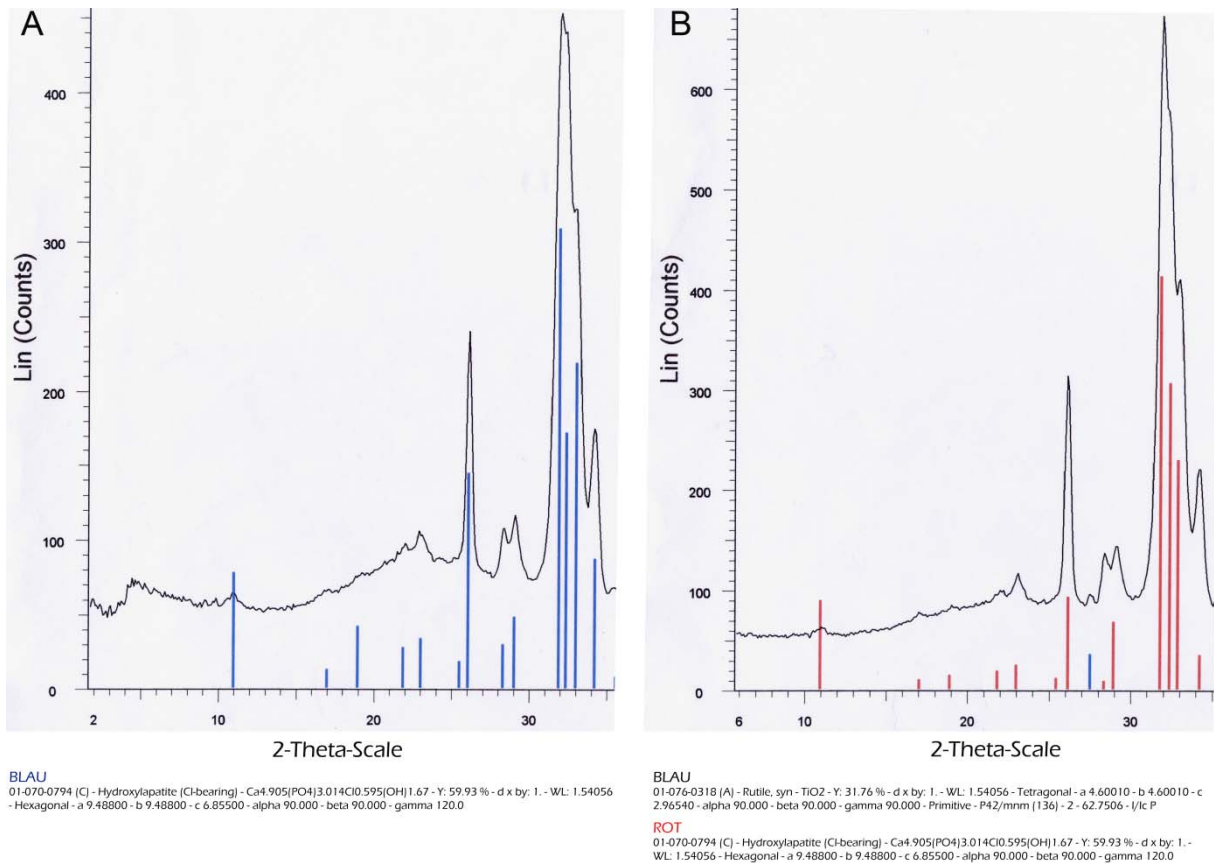 A
Lin (Counts)
400
300
200
100
0
2
10
20
30
2-Theta-Scale
BLAU
01-070-0794 (C) - Hydroxylapatite (Cl-bearing) - Ca4.905(PO4)3.014Cl0.595(OH)1.67 - Y: 59.93 % - d x by: 1. - WL: 1.54056
- Hexagonal - a 9.48800 - b 9.48800 - c 6.85500 - alpha 90.000 - beta 90.000 - gamma 120.0
B
Lin (Counts)
600
500
400
300
200
100
0
6
10
20
30
2-Theta-Scale
BLAU
01-076-0318 (A) - Rutile, syn - TiO2 - Y: 31.76 % - d x by: 1. - WL: 1.54056 - Tetragonal - a 4.60010 - b 4.60010 - c
2.96540 - alpha 90.000 - beta 90.000 - gamma 90.000 - Primitive - P42/mnm (136) - 2 - 62.7506 - I/Ic P
ROT
01-070-0794 (C) - Hydroxylapatite (Cl-bearing) - Ca4.905(PO4)3.014Cl0.595(OH)1.67 - Y: 59.93 % - d x by: 1. -
WL: 1.54056 - Hexagonal - a 9.48800 - b 9.48800 - c 6.85500 - alpha 90.000 - beta 90.000 - gamma 120.0